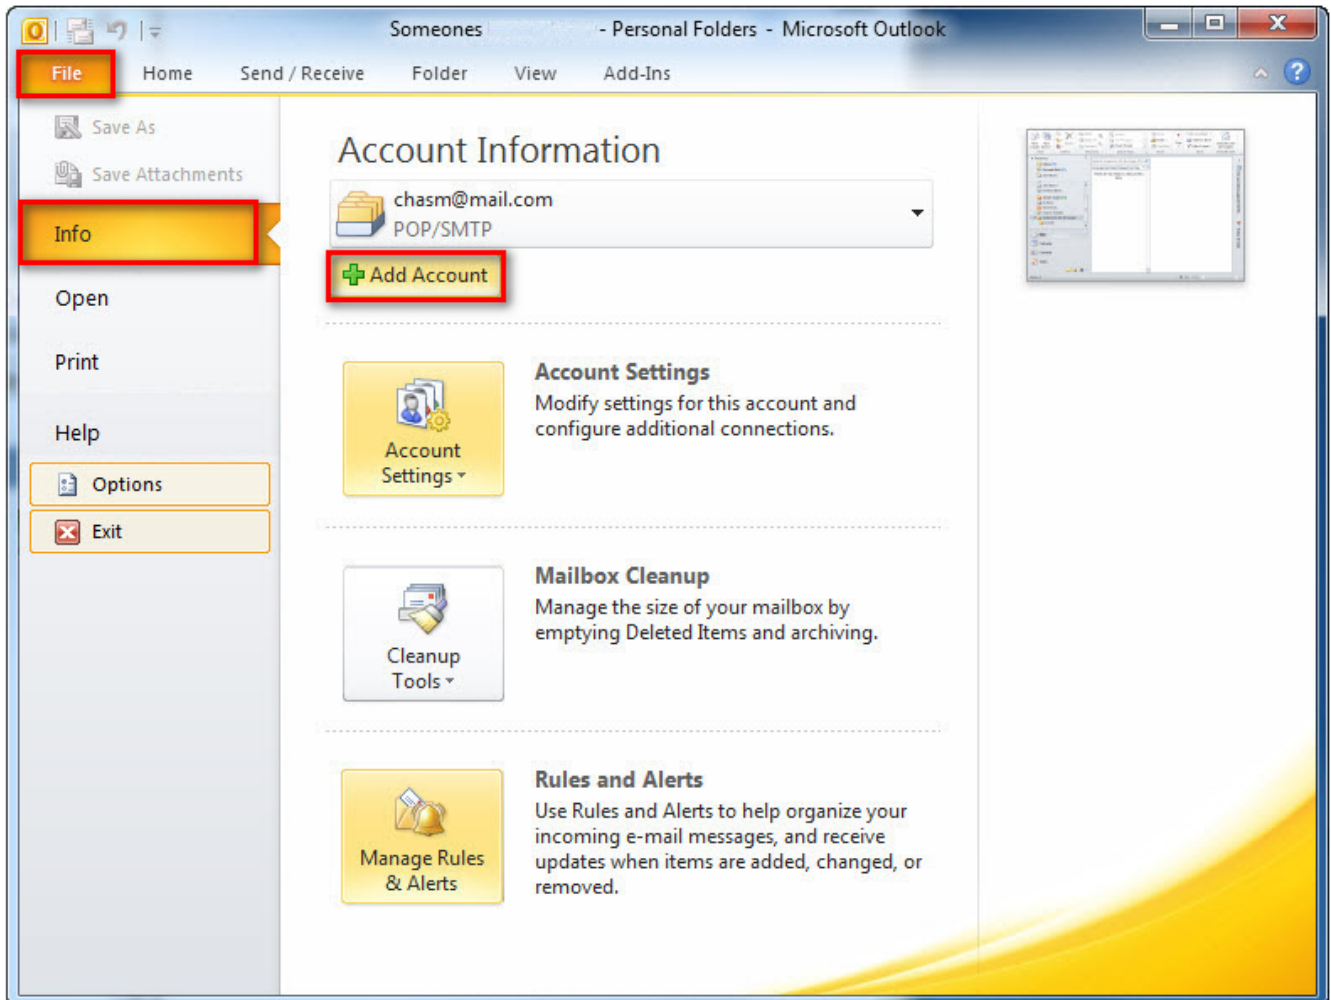 Someones - Personal Folders - Microsoft Outlook
File Home Send / Receive Folder View Add-Ins
Save As
Save Attachments
Info
Open
Print
Help
Options
Exit
Account Information
chasm@mail.com
POP/SMTP
Add Account
Account Settings
Account Settings
Modify settings for this account and
configure additional connections.
Cleanup Tools
Mailbox Cleanup
Manage the size of your mailbox by
emptying Deleted Items and archiving.
Manage Rules
& Alerts
Rules and Alerts
Use Rules and Alerts to help organize your
incoming e-mail messages, and receive
updates when items are added, changed, or
removed.